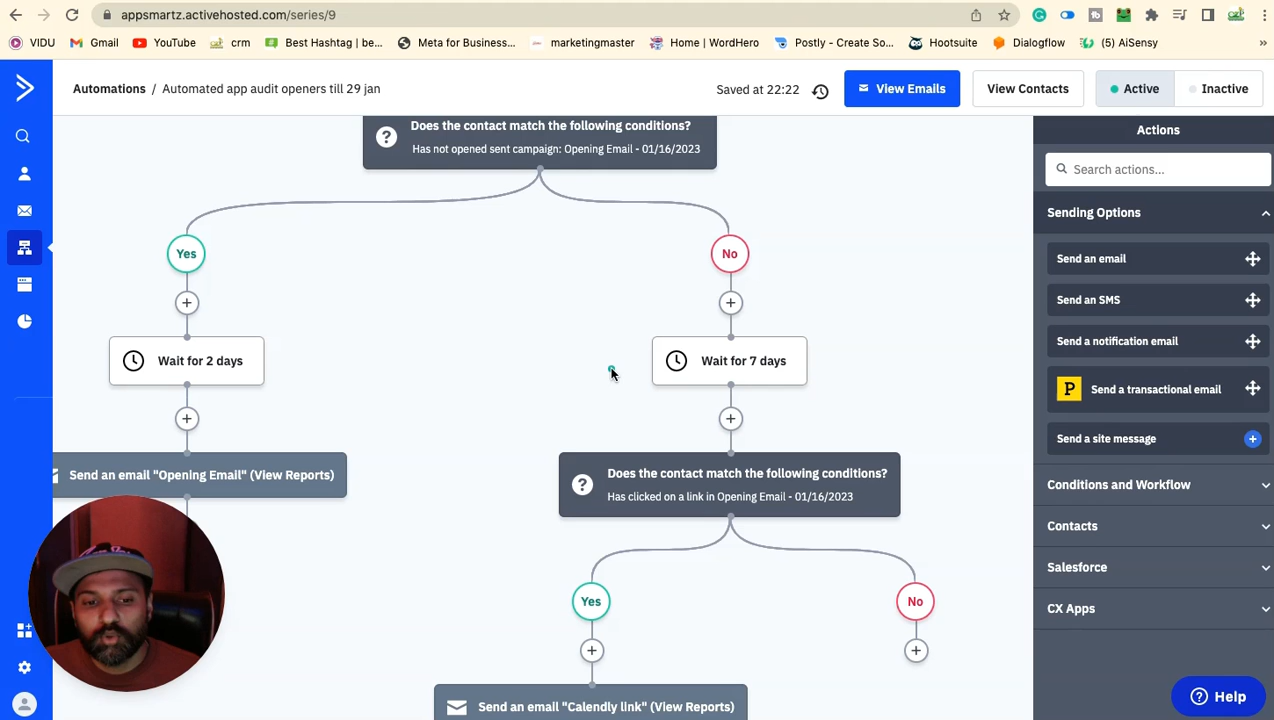 appsmartz.activehosted.com/series/9
VIDU
Gmail
YouTube
crm
Best Hashtag | be...
Meta for Business...
marketingmaster
Home | WordHero
Postly - Create So...
Hootsuite
Dialogflow
(5) AiSensy
»
Automations / Automated app audit openers till 29 jan
Saved at 22:22
View Emails
View Contacts
Active
Inactive
Does the contact match the following conditions?
Has not opened sent campaign: Opening Email - 01/16/2023
Yes
No
Wait for 2 days
Wait for 7 days
Send an email "Opening Email" (View Reports)
Does the contact match the following conditions?
Has clicked on a link in Opening Email - 01/16/2023
Yes
No
Send an email "Calendly link" (View Reports)
Actions
Search actions...
Sending Options
Send an email
Send an SMS
Send a notification email
P Send a transactional email
Send a site message
Conditions and Workflow
Contacts
Salesforce
CX Apps
Help